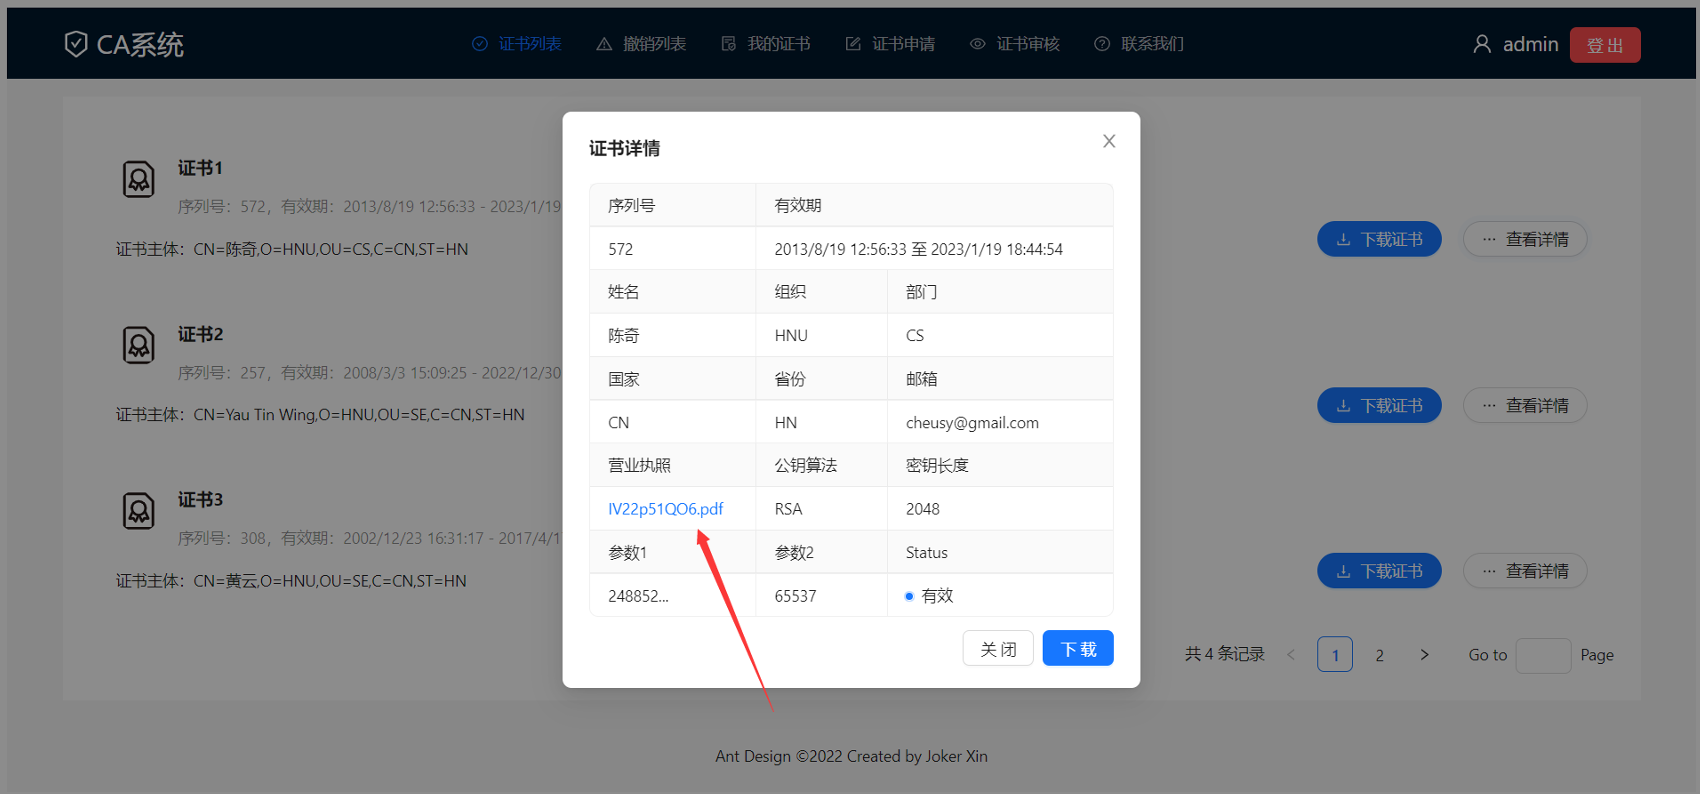 CA系统
证书列表
撤销列表
我的证书
证书申请
证书审核
联系我们
admin
登 出
证书1
序列号：572，有效期：2013/8/19 12:56:33 - 2023/1/19
证书主体：CN=陈奇,O=HNU,OU=CS,C=CN,ST=HN
下载证书
··· 查看详情
证书2
序列号：257，有效期：2008/3/3 15:09:25 - 2022/12/30
证书主体：CN=Yau Tin Wing,O=HNU,OU=SE,C=CN,ST=HN
下载证书
··· 查看详情
证书3
序列号：308，有效期：2002/12/23 16:31:17 - 2017/4/1
证书主体：CN=黄云,O=HNU,OU=SE,C=CN,ST=HN
下载证书
··· 查看详情
共 4 条记录 < 1 2 > Go to Page
证书详情
序列号 有效期
572 2013/8/19 12:56:33 至 2023/1/19 18:44:54
姓名 组织 部门
陈奇 HNU CS
国家 省份 邮箱
CN HN cheusy@gmail.com
营业执照 公钥算法 密钥长度
IV22p51QO6.pdf RSA 2048
参数1 参数2 Status
248852... 65537 有效
关 闭
下 载
Ant Design ©2022 Created by Joker Xin